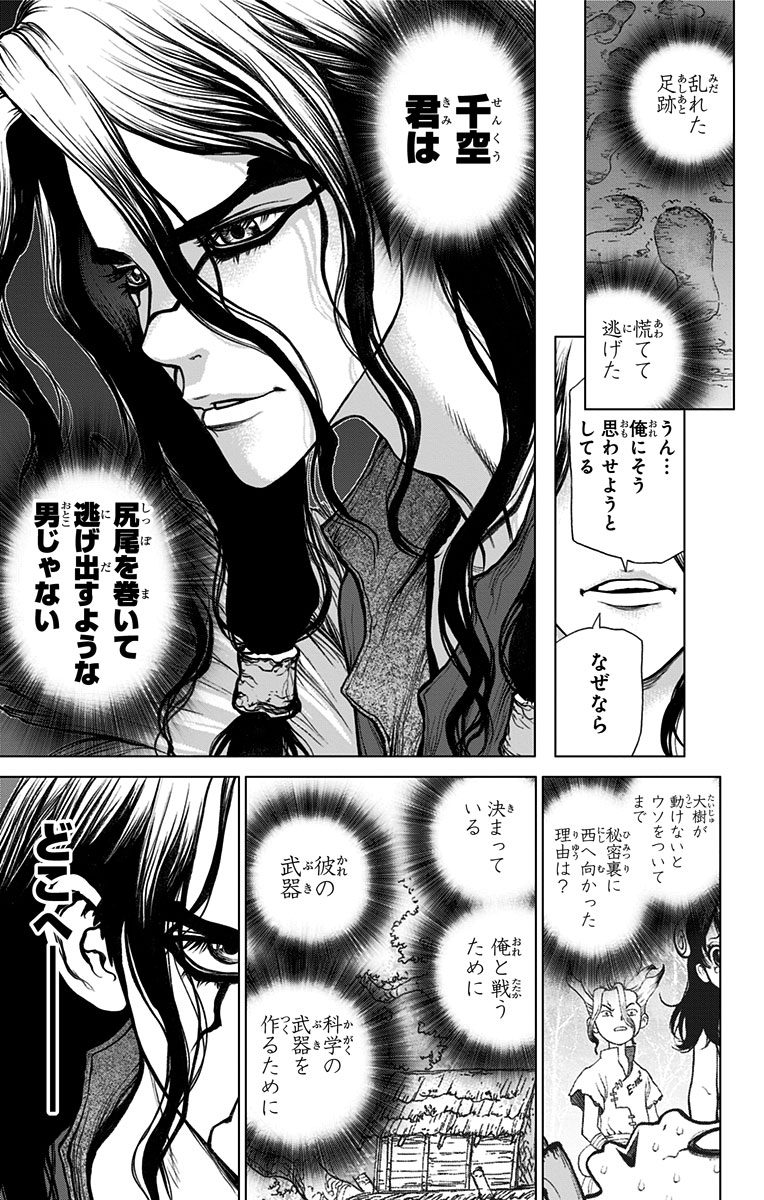 乱れた
足跡
慌てて
逃げた
うん…
俺にそう
思わせようと
してる
なぜなら
千空
君は
尻尾を巻いて
逃げ出すような
男じゃない
大樹が
動けないと
ウソをついて
まで
秘密裏に
西へ向かった
理由は?
決まって
いる
俺と戦う
ために
彼の
武器
科学の
武器を
作るために
どこへ――